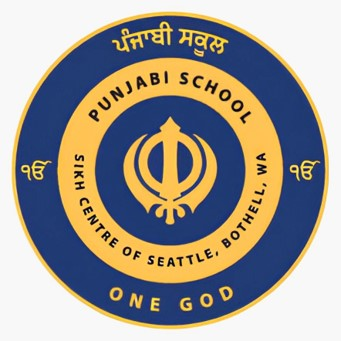 ਪੰਜਾਬੀ ਸਕੂਲ
PUNJABI SCHOOL
ੴ
ੴ
SIKH CENTRE OF SEATTLE, BOTHELL, WA
ONE GOD